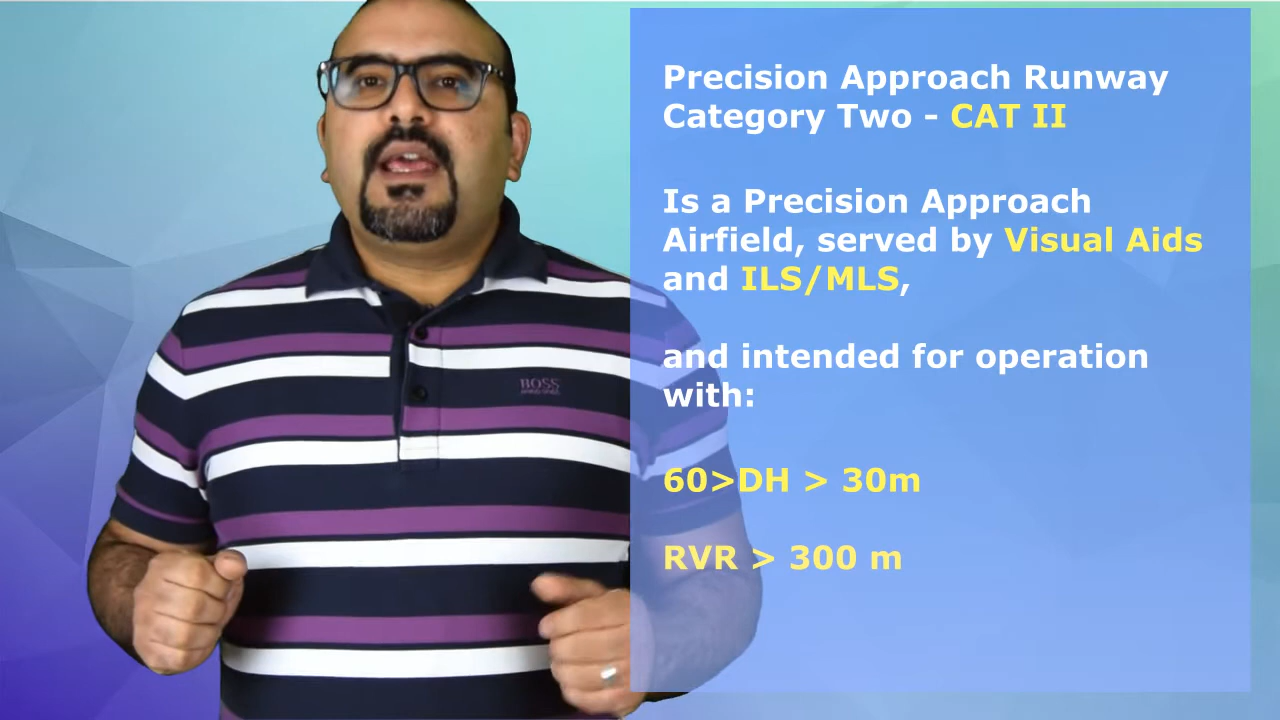 Precision Approach Runway
Category Two - CAT II
Is a Precision Approach
Airfield, served by Visual Aids
and ILS/MLS,
and intended for operation
with:
60>DH > 30m
RVR > 300 m
BOSS